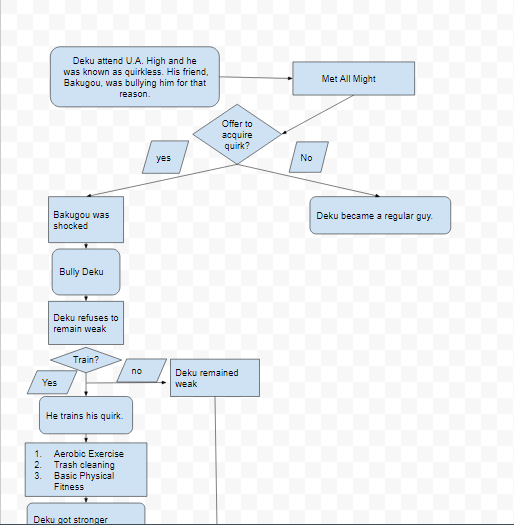 Deku attend U.A. High and he
was known as quirkless. His friend,
Bakugou, was bullying him for that
reason.
Met All Might
Offer to
acquire
quirk?
yes
No
Bakugou was
shocked
Deku became a regular guy.
Bully Deku
Deku refuses to
remain weak
Train?
Yes
no
Deku remained
weak
He trains his quirk.
1. Aerobic Exercise
2. Trash cleaning
3. Basic Physical
Fitness
Deku got stronger